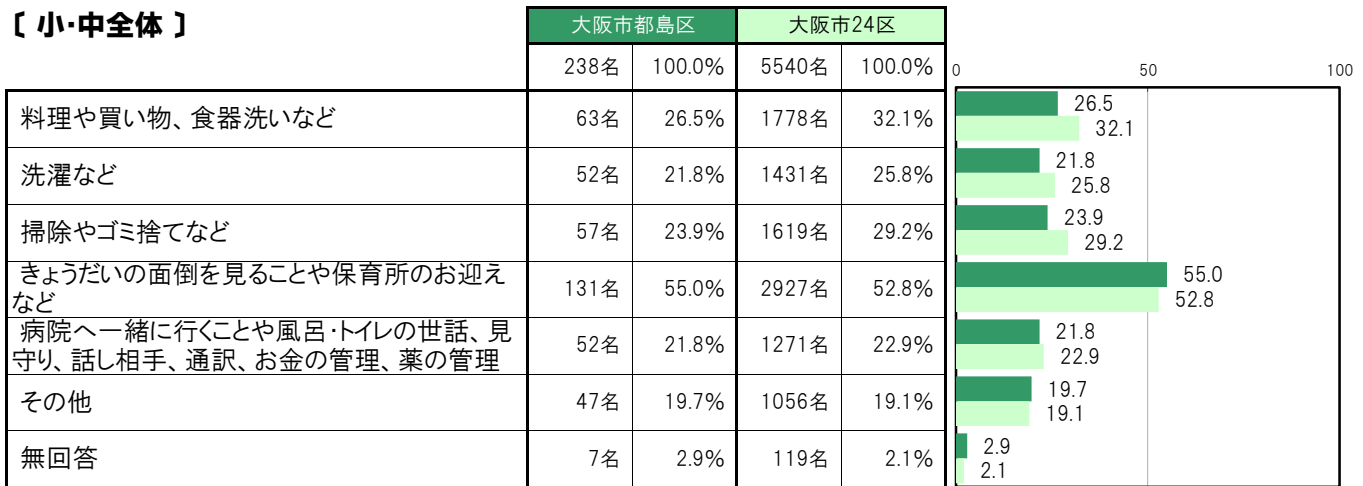 〔 小・中全体 〕
大阪市都島区 大阪市24区
238名 100.0% 5540名 100.0%
0 50 100
料理や買い物、食器洗いなど 63名 26.5% 1778名 32.1%
26.5
32.1
洗濯など 52名 21.8% 1431名 25.8%
21.8
25.8
掃除やゴミ捨てなど 57名 23.9% 1619名 29.2%
23.9
29.2
きょうだいの面倒を見ることや保育所のお迎え
など
131名 55.0% 2927名 52.8%
55.0
52.8
病院へ一緒に行くことや風呂・トイレの世話、見
守り、話し相手、通訳、お金の管理、薬の管理
52名 21.8% 1271名 22.9%
21.8
22.9
その他 47名 19.7% 1056名 19.1%
19.7
19.1
無回答 7名 2.9% 119名 2.1%
2.9
2.1